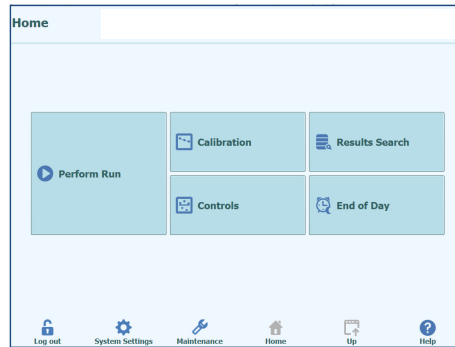 Home
Perform Run
Calibration
Results Search
Controls
End of Day
Log out
System Settings
Maintenance
Home
Up
Help